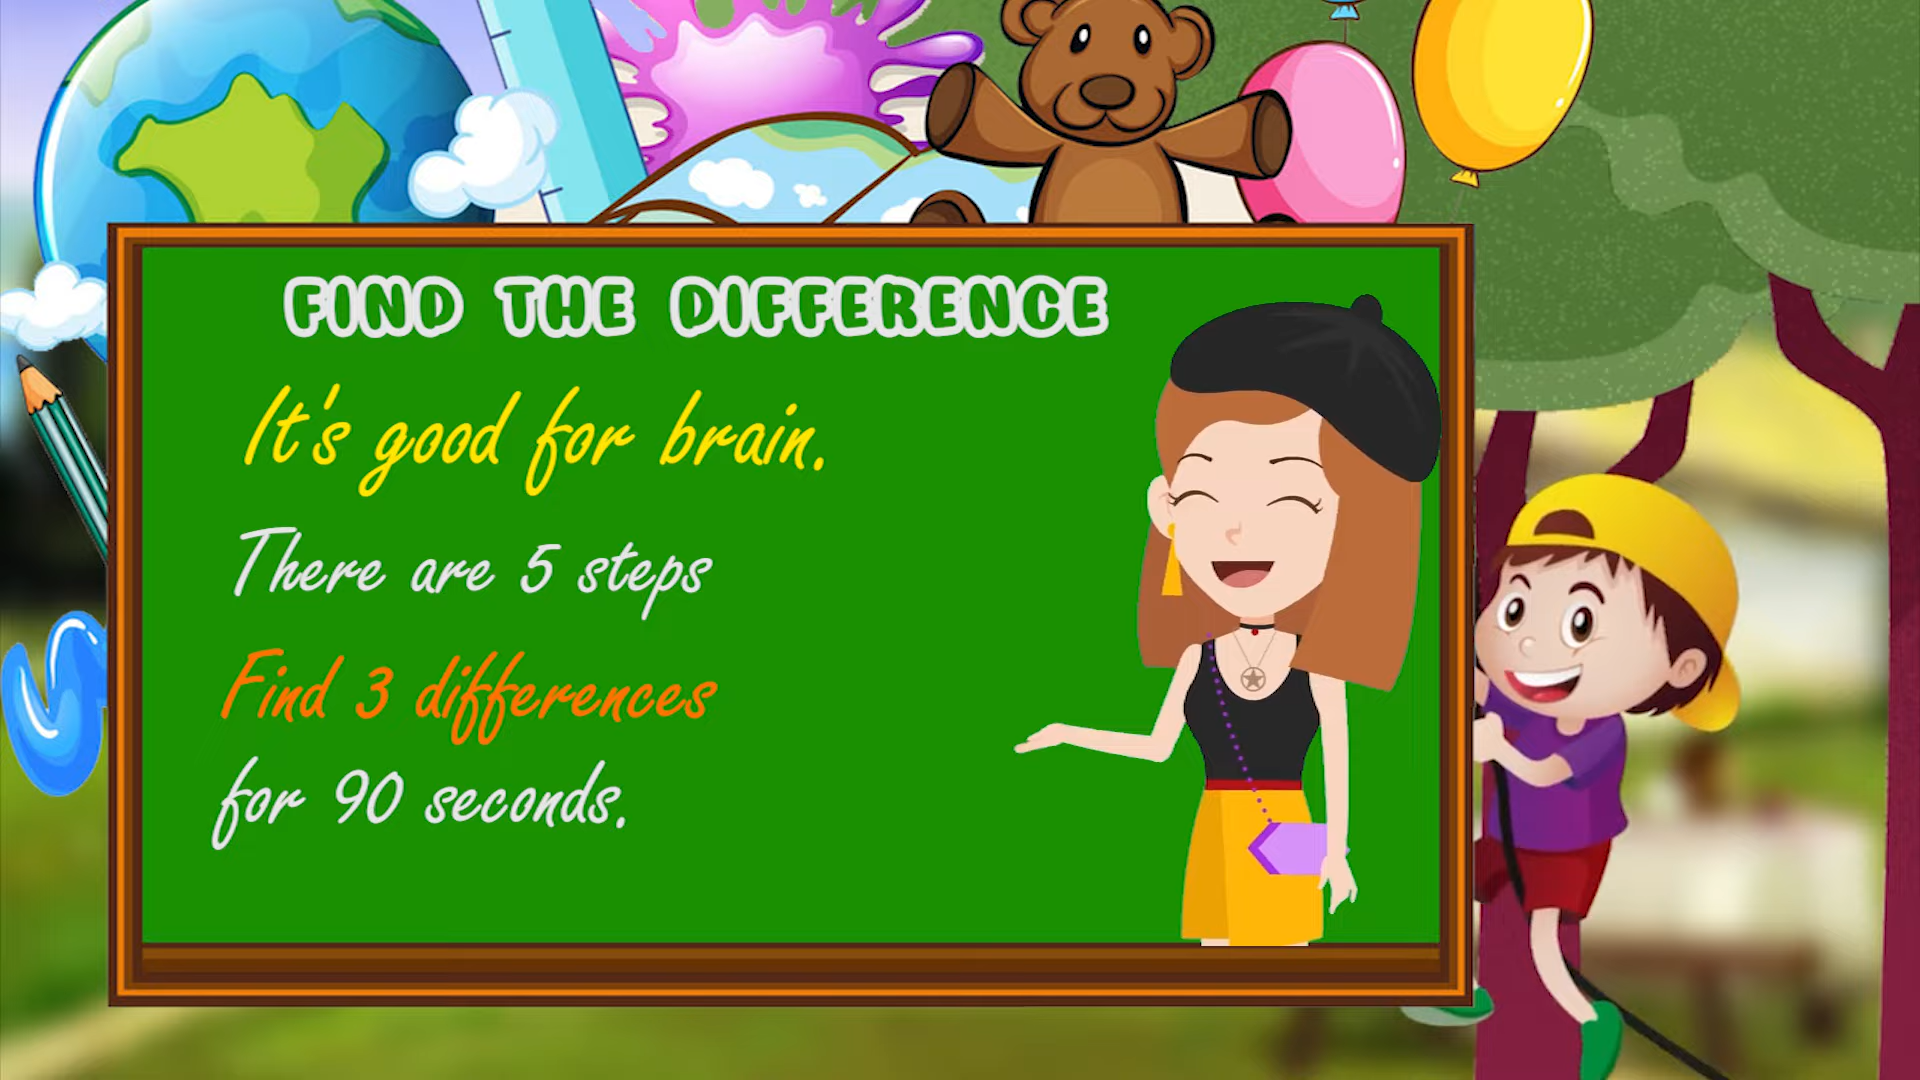 FIND THE DIFFERENCE
It's good for brain.
There are 5 steps
Find 3 differences
for 90 seconds.